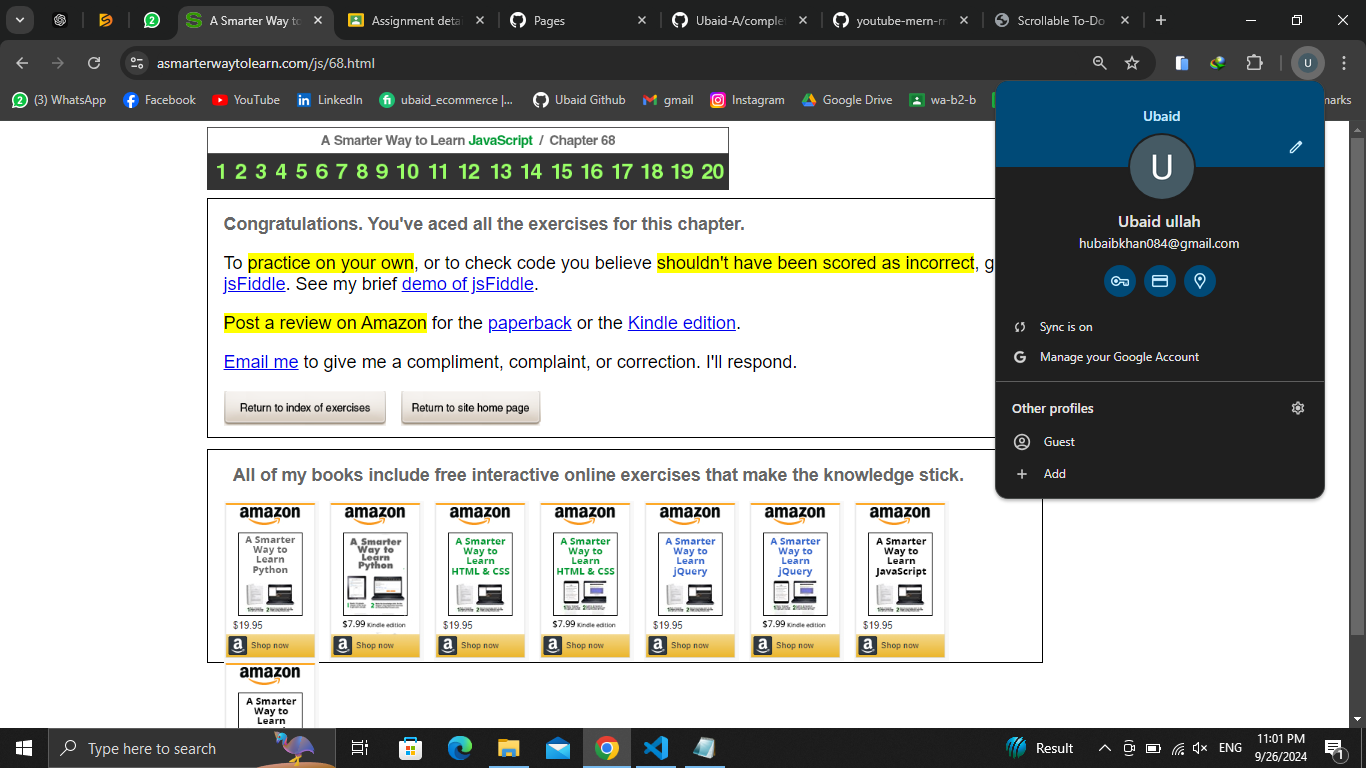 A Smarter Way to
Assignment detai
Pages
Ubaid-A/complet
youtube-mern-rn
Scrollable To-Do
asmarterwaytolearn.com/js/68.html
U
(3) WhatsApp
Facebook
YouTube
LinkedIn
ubaid_ecommerce |...
Ubaid Github
gmail
Instagram
Google Drive
wa-b2-b
marks
A Smarter Way to Learn JavaScript / Chapter 68
1 2 3 4 5 6 7 8 9 10 11 12 13 14 15 16 17 18 19 20
Congratulations. You've aced all the exercises for this chapter.
To practice on your own, or to check code you believe shouldn't have been scored as incorrect, g
jsFiddle. See my brief demo of jsFiddle.
Post a review on Amazon for the paperback or the Kindle edition.
Email me to give me a compliment, complaint, or correction. I'll respond.
Return to index of exercises
Return to site home page
Ubaid
U
Ubaid ullah
hubaibkhan084@gmail.com
Sync is on
Manage your Google Account
Other profiles
Guest
Add
All of my books include free interactive online exercises that make the knowledge stick.
amazon
A Smarter
Way to
Learn
Python
$19.95
Shop now
amazon
A Smarter
Way to
Learn
Python
$7.99 Kindle edition
Shop now
amazon
A Smarter
Way to
Learn
HTML & CSS
$19.95
Shop now
amazon
A Smarter
Way to
Learn
HTML & CSS
$7.99 Kindle edition
Shop now
amazon
A Smarter
Way to
Learn
jQuery
$19.95
Shop now
amazon
A Smarter
Way to
Learn
jQuery
$7.99 Kindle edition
Shop now
amazon
A Smarter
Way to
Learn
JavaScript
$19.95
Shop now
amazon
A Smarter
Way to
Learn
Type here to search
Result
ENG
11:01 PM
9/26/2024
1